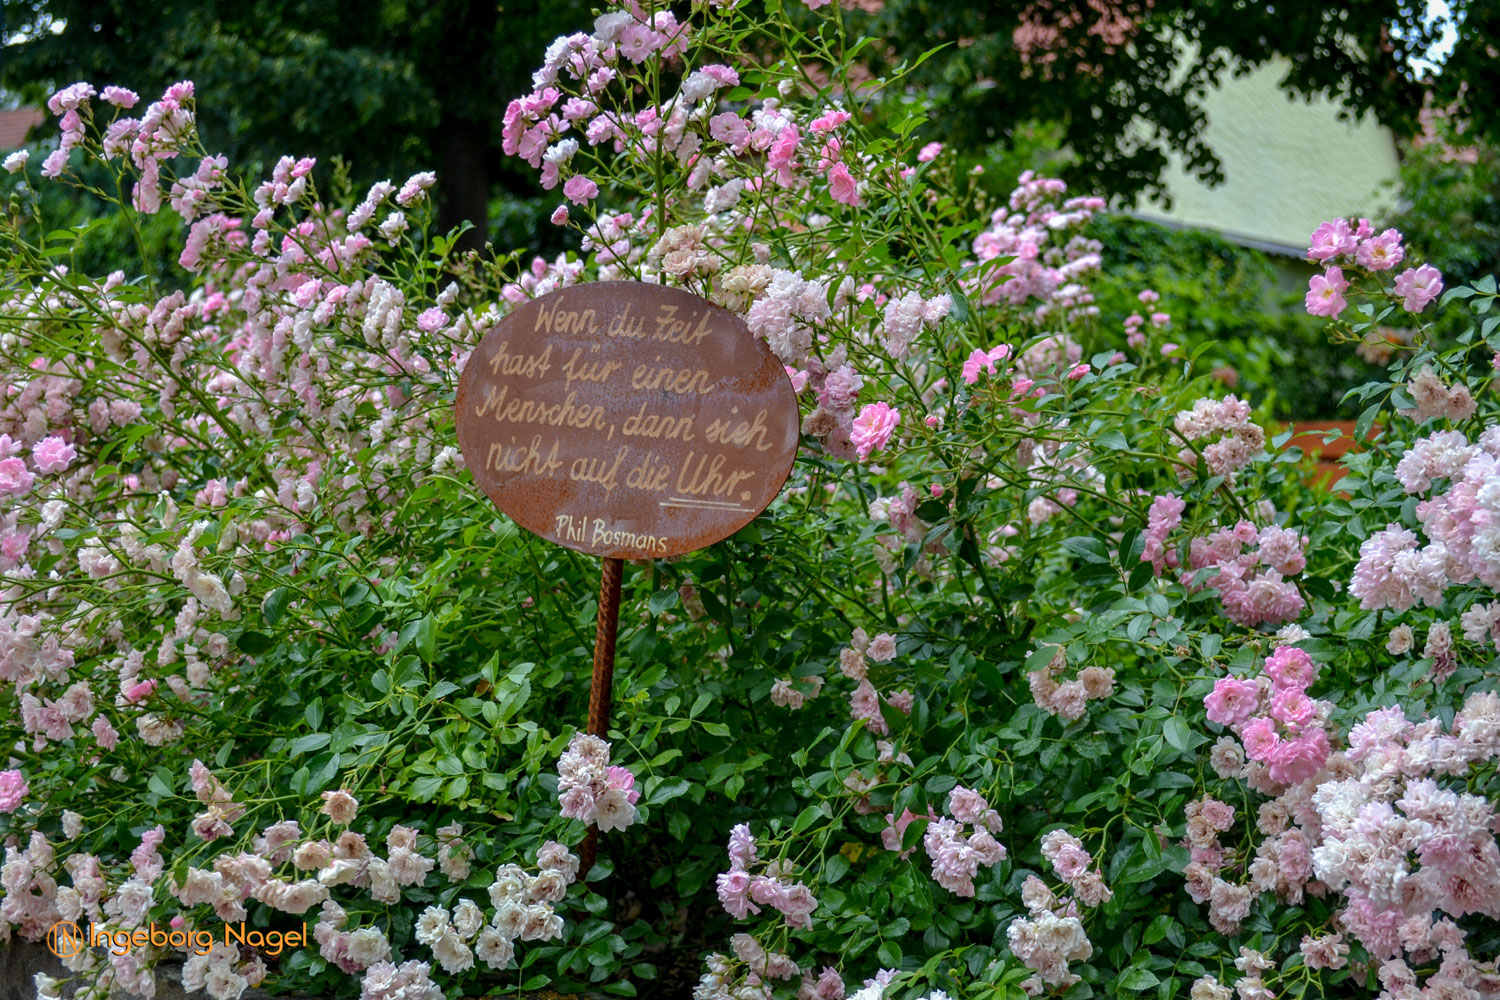 Wenn du Zeit
hast für einen
Menschen, dann sieh
nicht auf die Uhr.
Phil Bosmans
Ingeborg Nagel